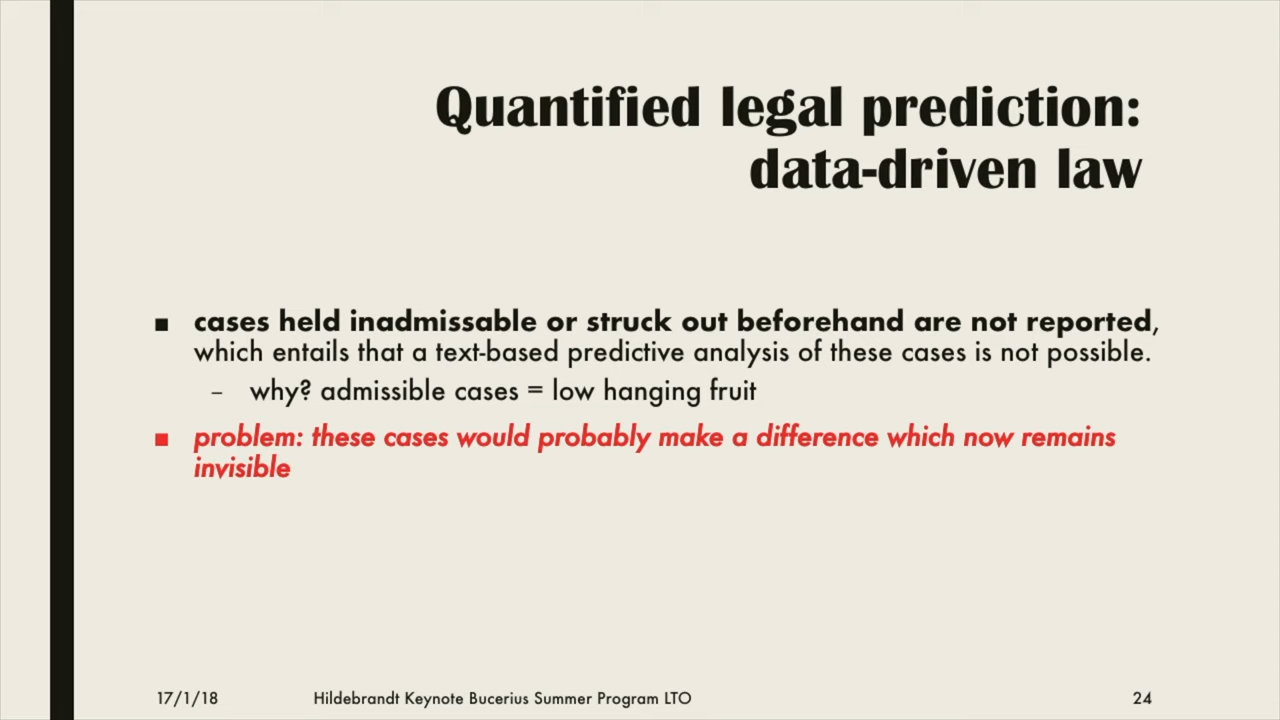 Quantified legal prediction:
data-driven law
▪ cases held inadmissable or struck out beforehand are not reported,
which entails that a text-based predictive analysis of these cases is not possible.
– why? admissible cases = low hanging fruit
▪ problem: these cases would probably make a difference which now remains
invisible
17/1/18 Hildebrandt Keynote Bucerius Summer Program LTO 24